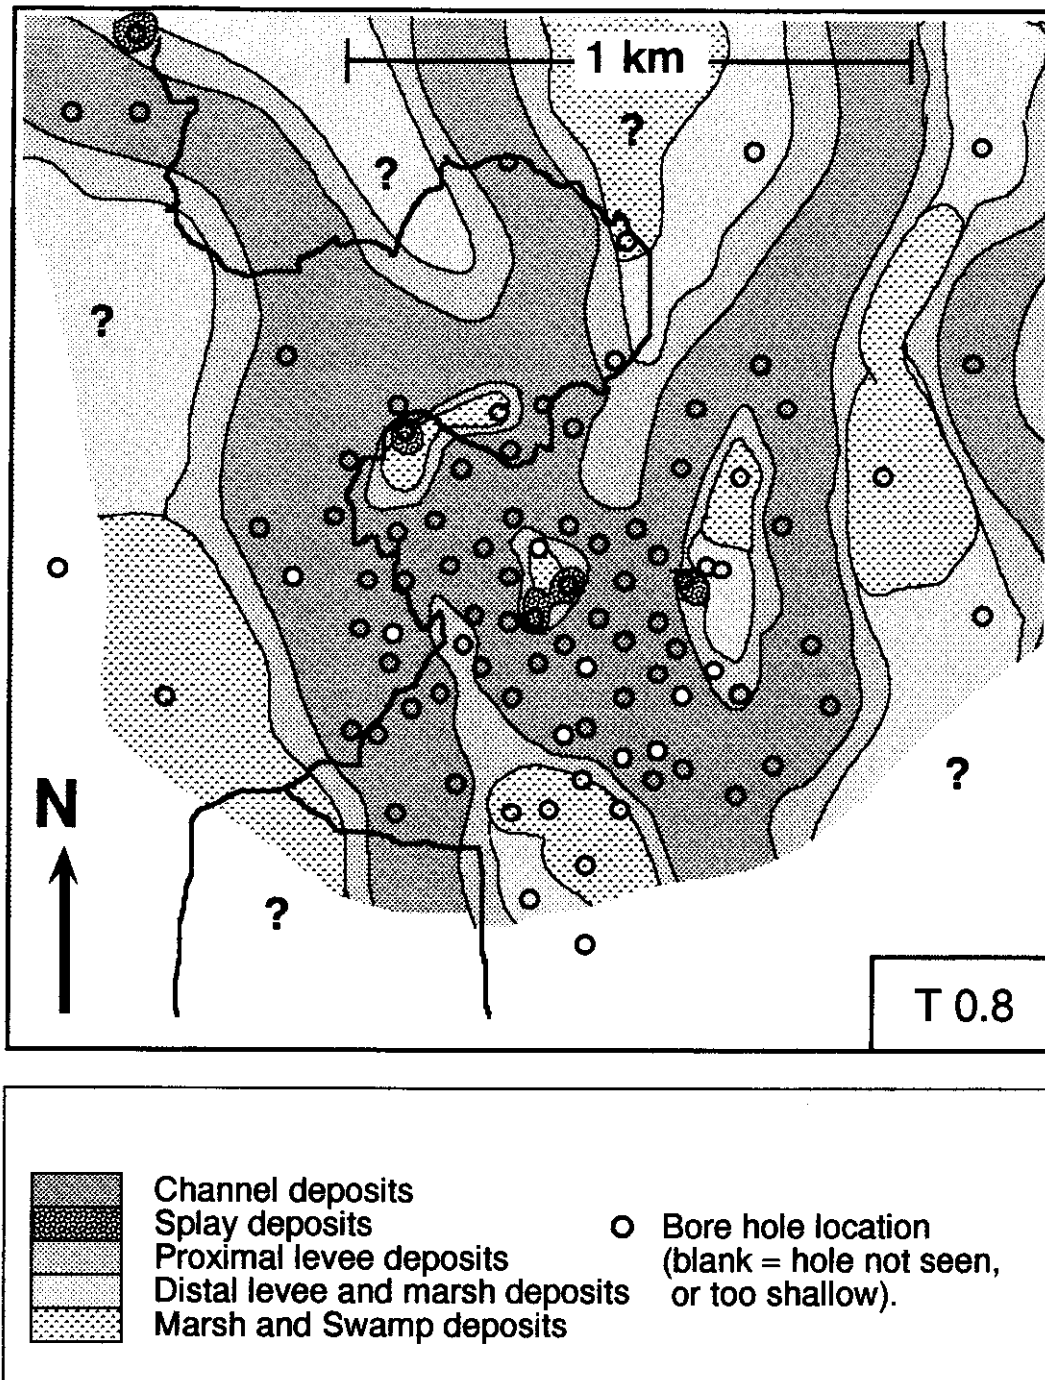 1 km
?
?
?
N
?
?
T 0.8
Channel deposits
Splay deposits
Proximal levee deposits
Distal levee and marsh deposits
Marsh and Swamp deposits
Bore hole location
(blank = hole not seen,
or too shallow).